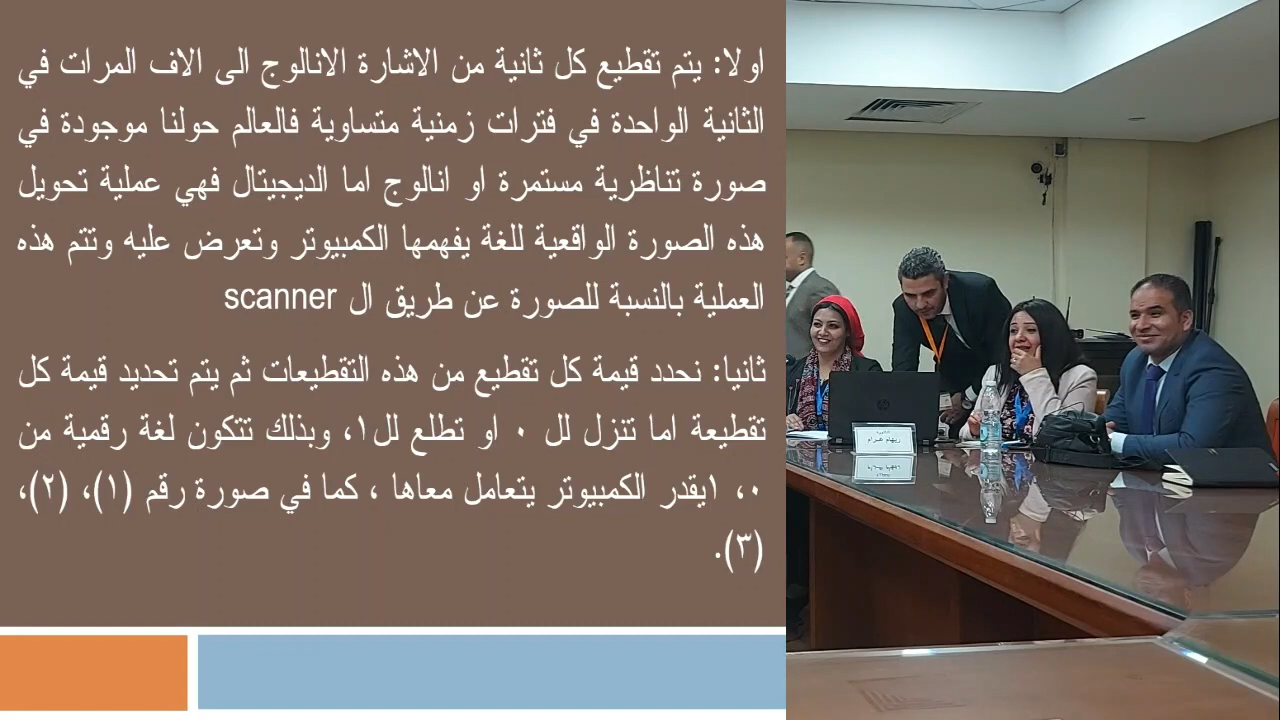 اولا: يتم تقطيع كل ثانية من الاشارة الانالوج الى الاف المرات في
الثانية الواحدة في فترات زمنية متساوية فالعالم حولنا موجودة في
صورة تناظرية مستمرة او انالوج اما الديجيتال فهي عملية تحويل
هذه الصورة الواقعية للغة يفهمها الكمبيوتر وتعرض عليه وتتم هذه
العملية بالنسبة للصورة عن طريق ال scanner
ثانيا: نحدد قيمة كل تقطيع من هذه التقطيعات ثم يتم تحديد قيمة كل
تقطيعة اما تنزل لل ٠ او تطلع لل١، وبذلك تتكون لغة رقمية من
٠، ١يقدر الكمبيوتر يتعامل معاها ، كما في صورة رقم (١)، (٢)،
(٣).
ريهام عرام